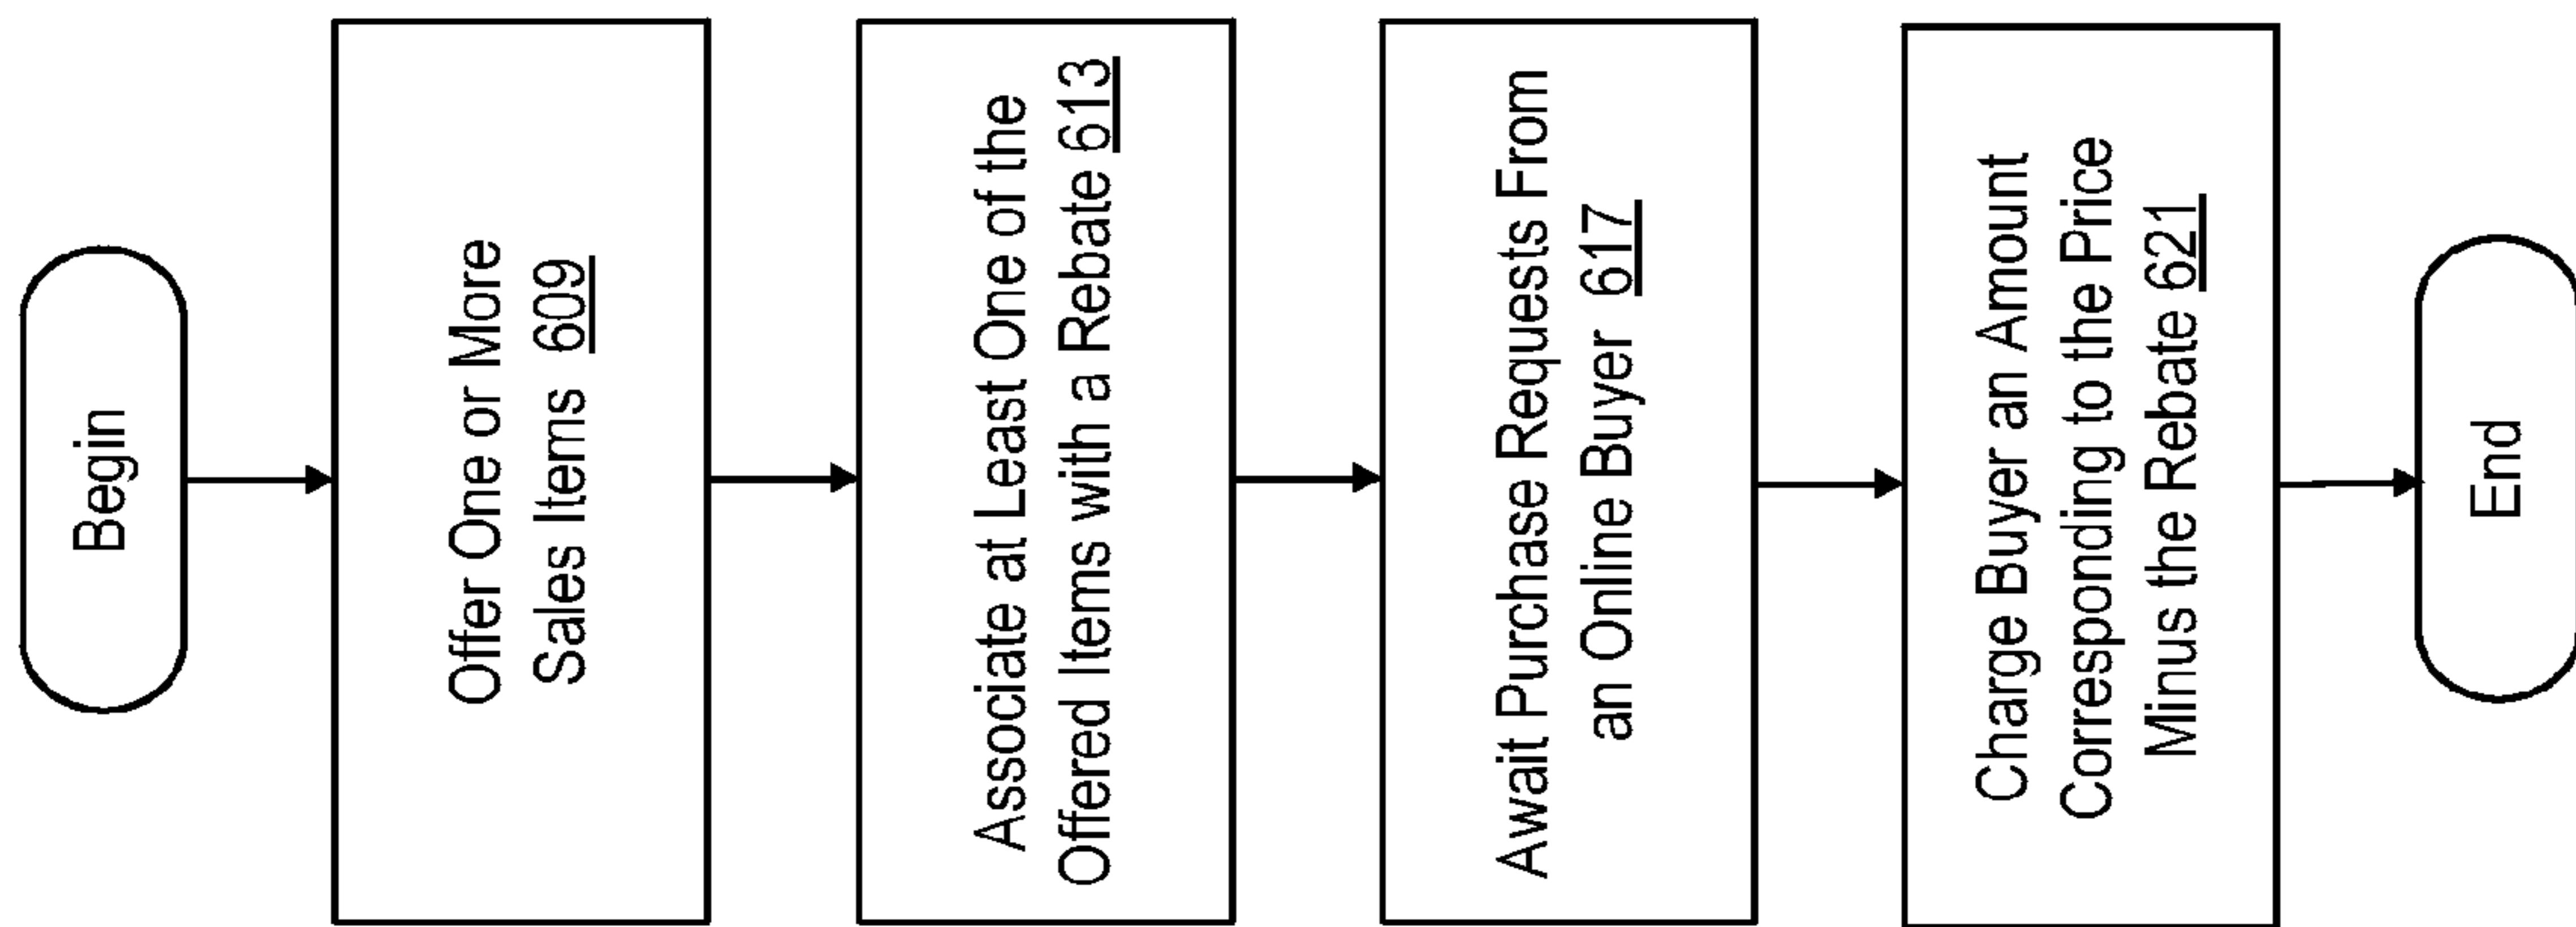 Begin
Offer One or More
Sales Items 609
Associate at Least One of the
Offered Items with a Rebate 613
Await Purchase Requests From
an Online Buyer 617
Charge Buyer an Amount
Corresponding to the Price
Minus the Rebate 621
End